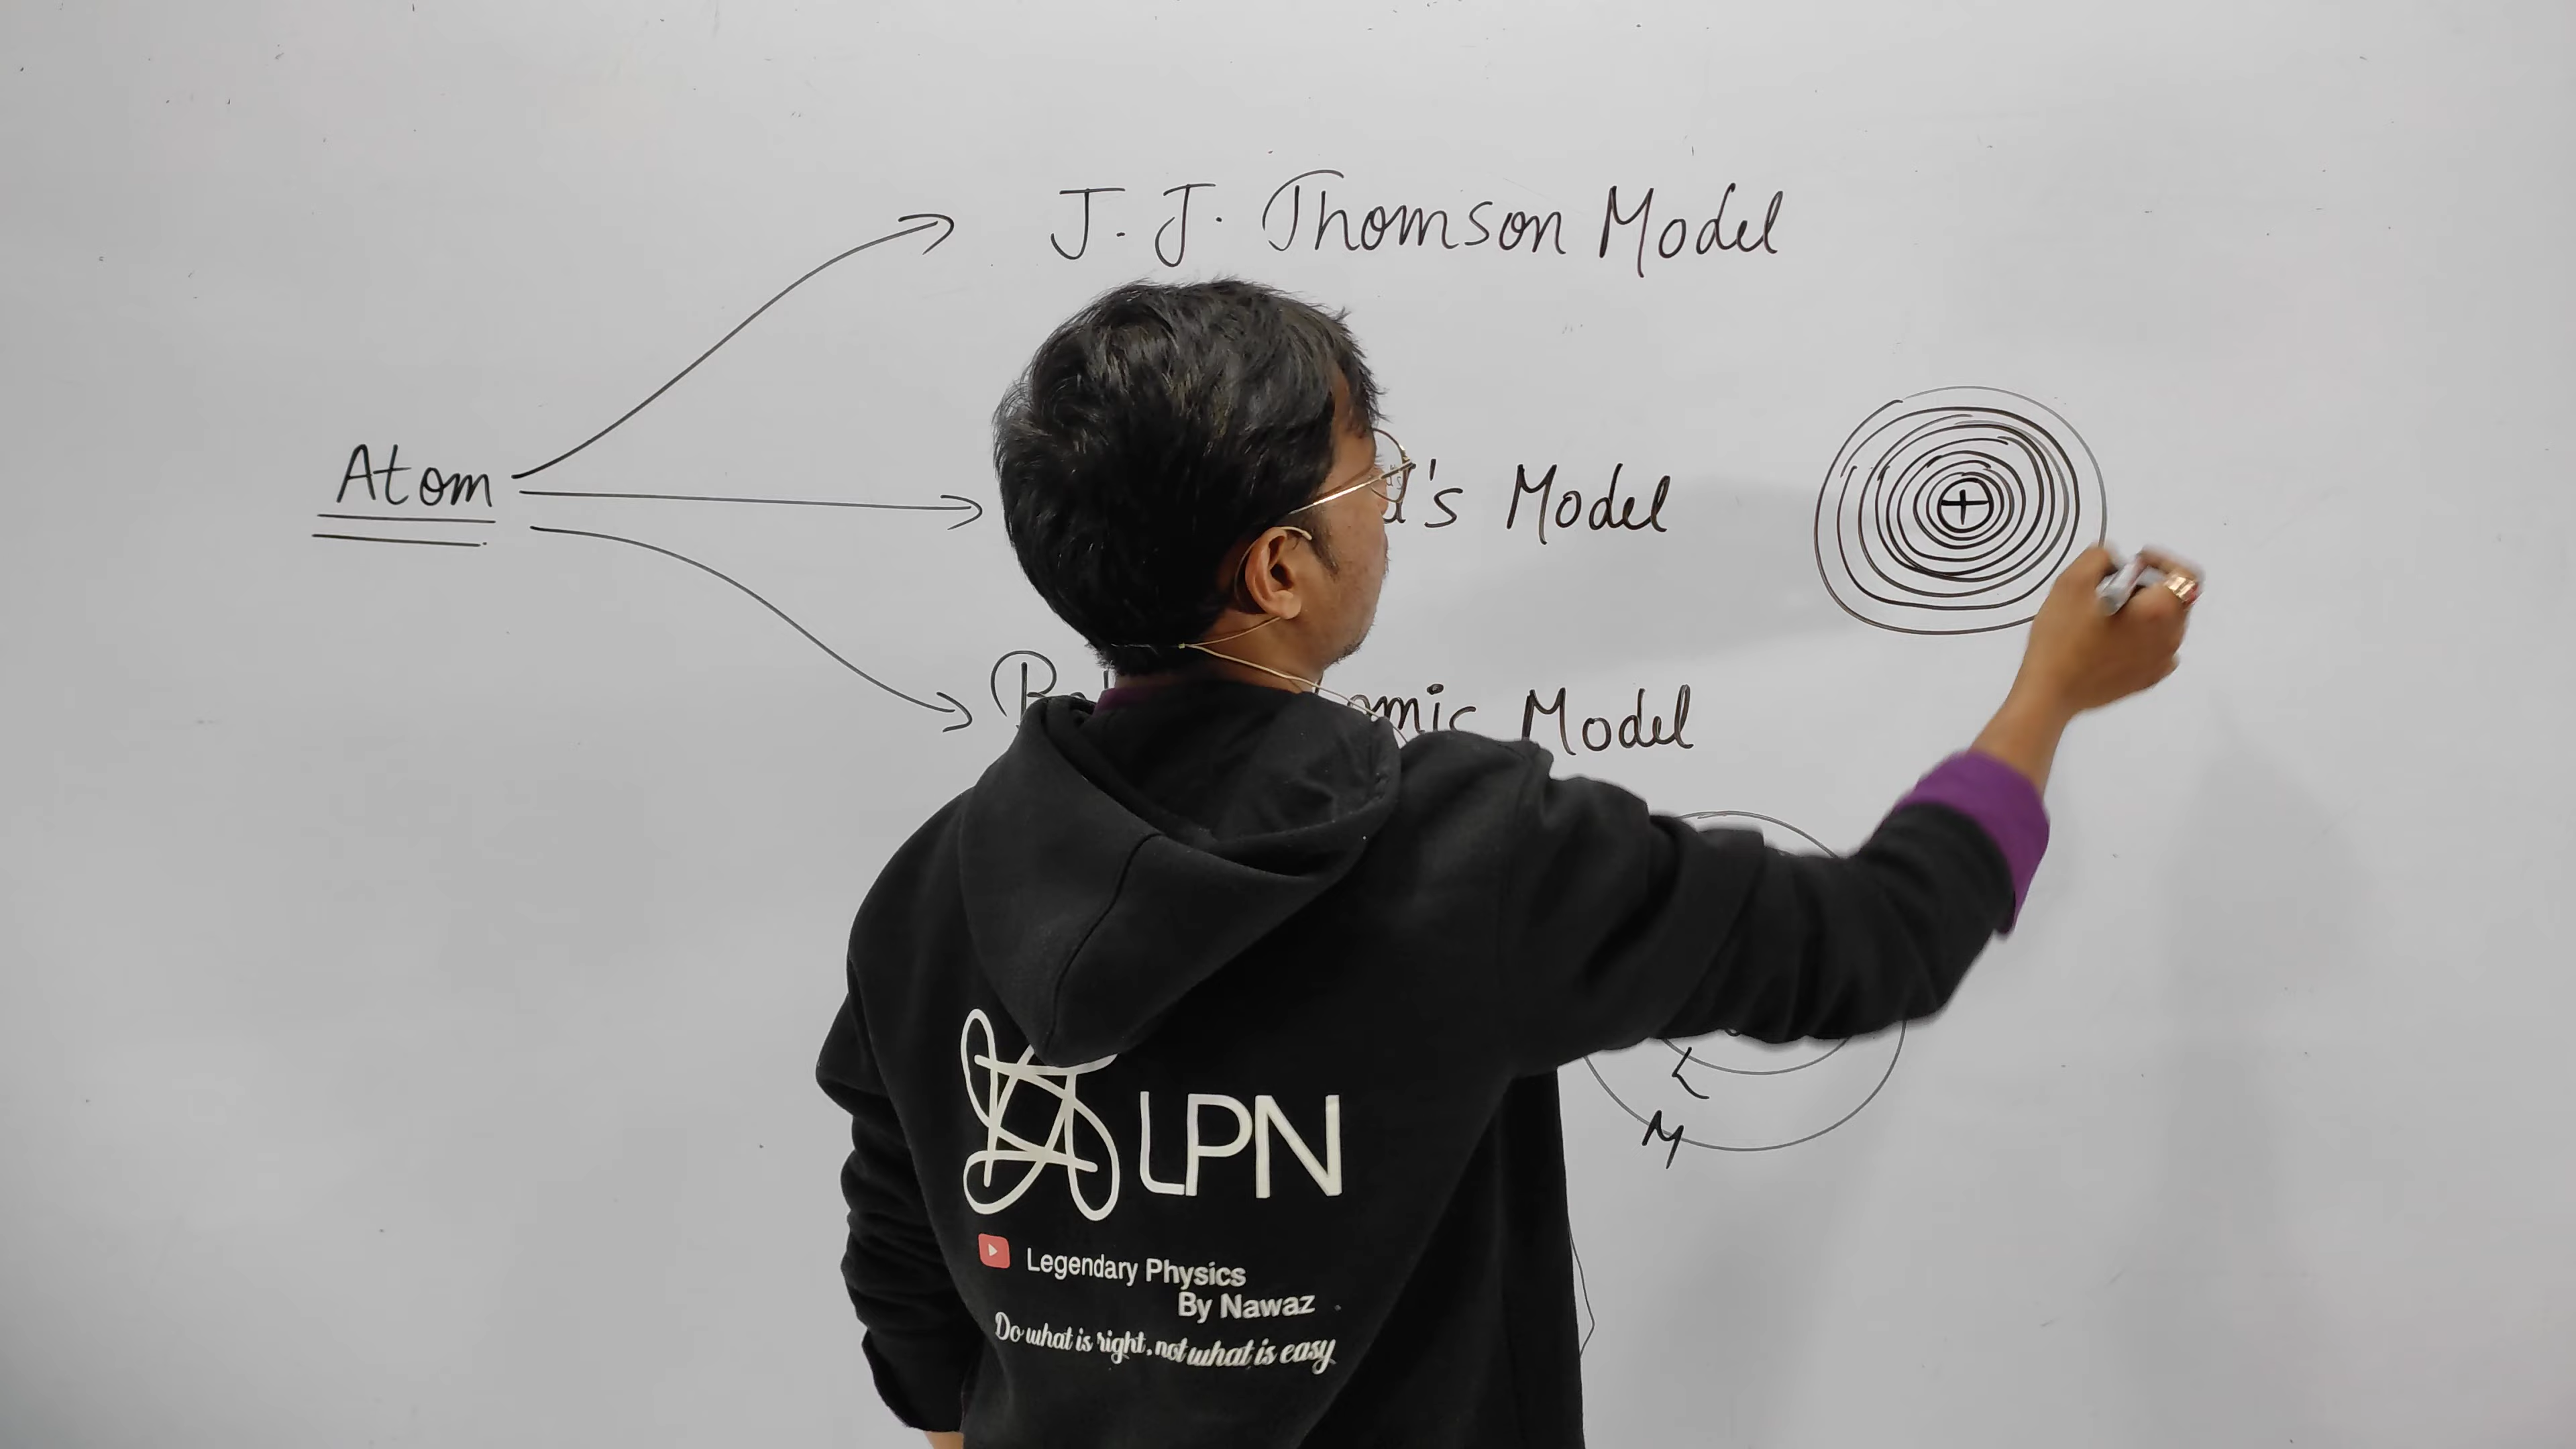 J. J. Thomson Model
Atom
's Model
Model
+
L
M
LPN
Legendary Physics
By Nawaz
Do what is right, not what is easy